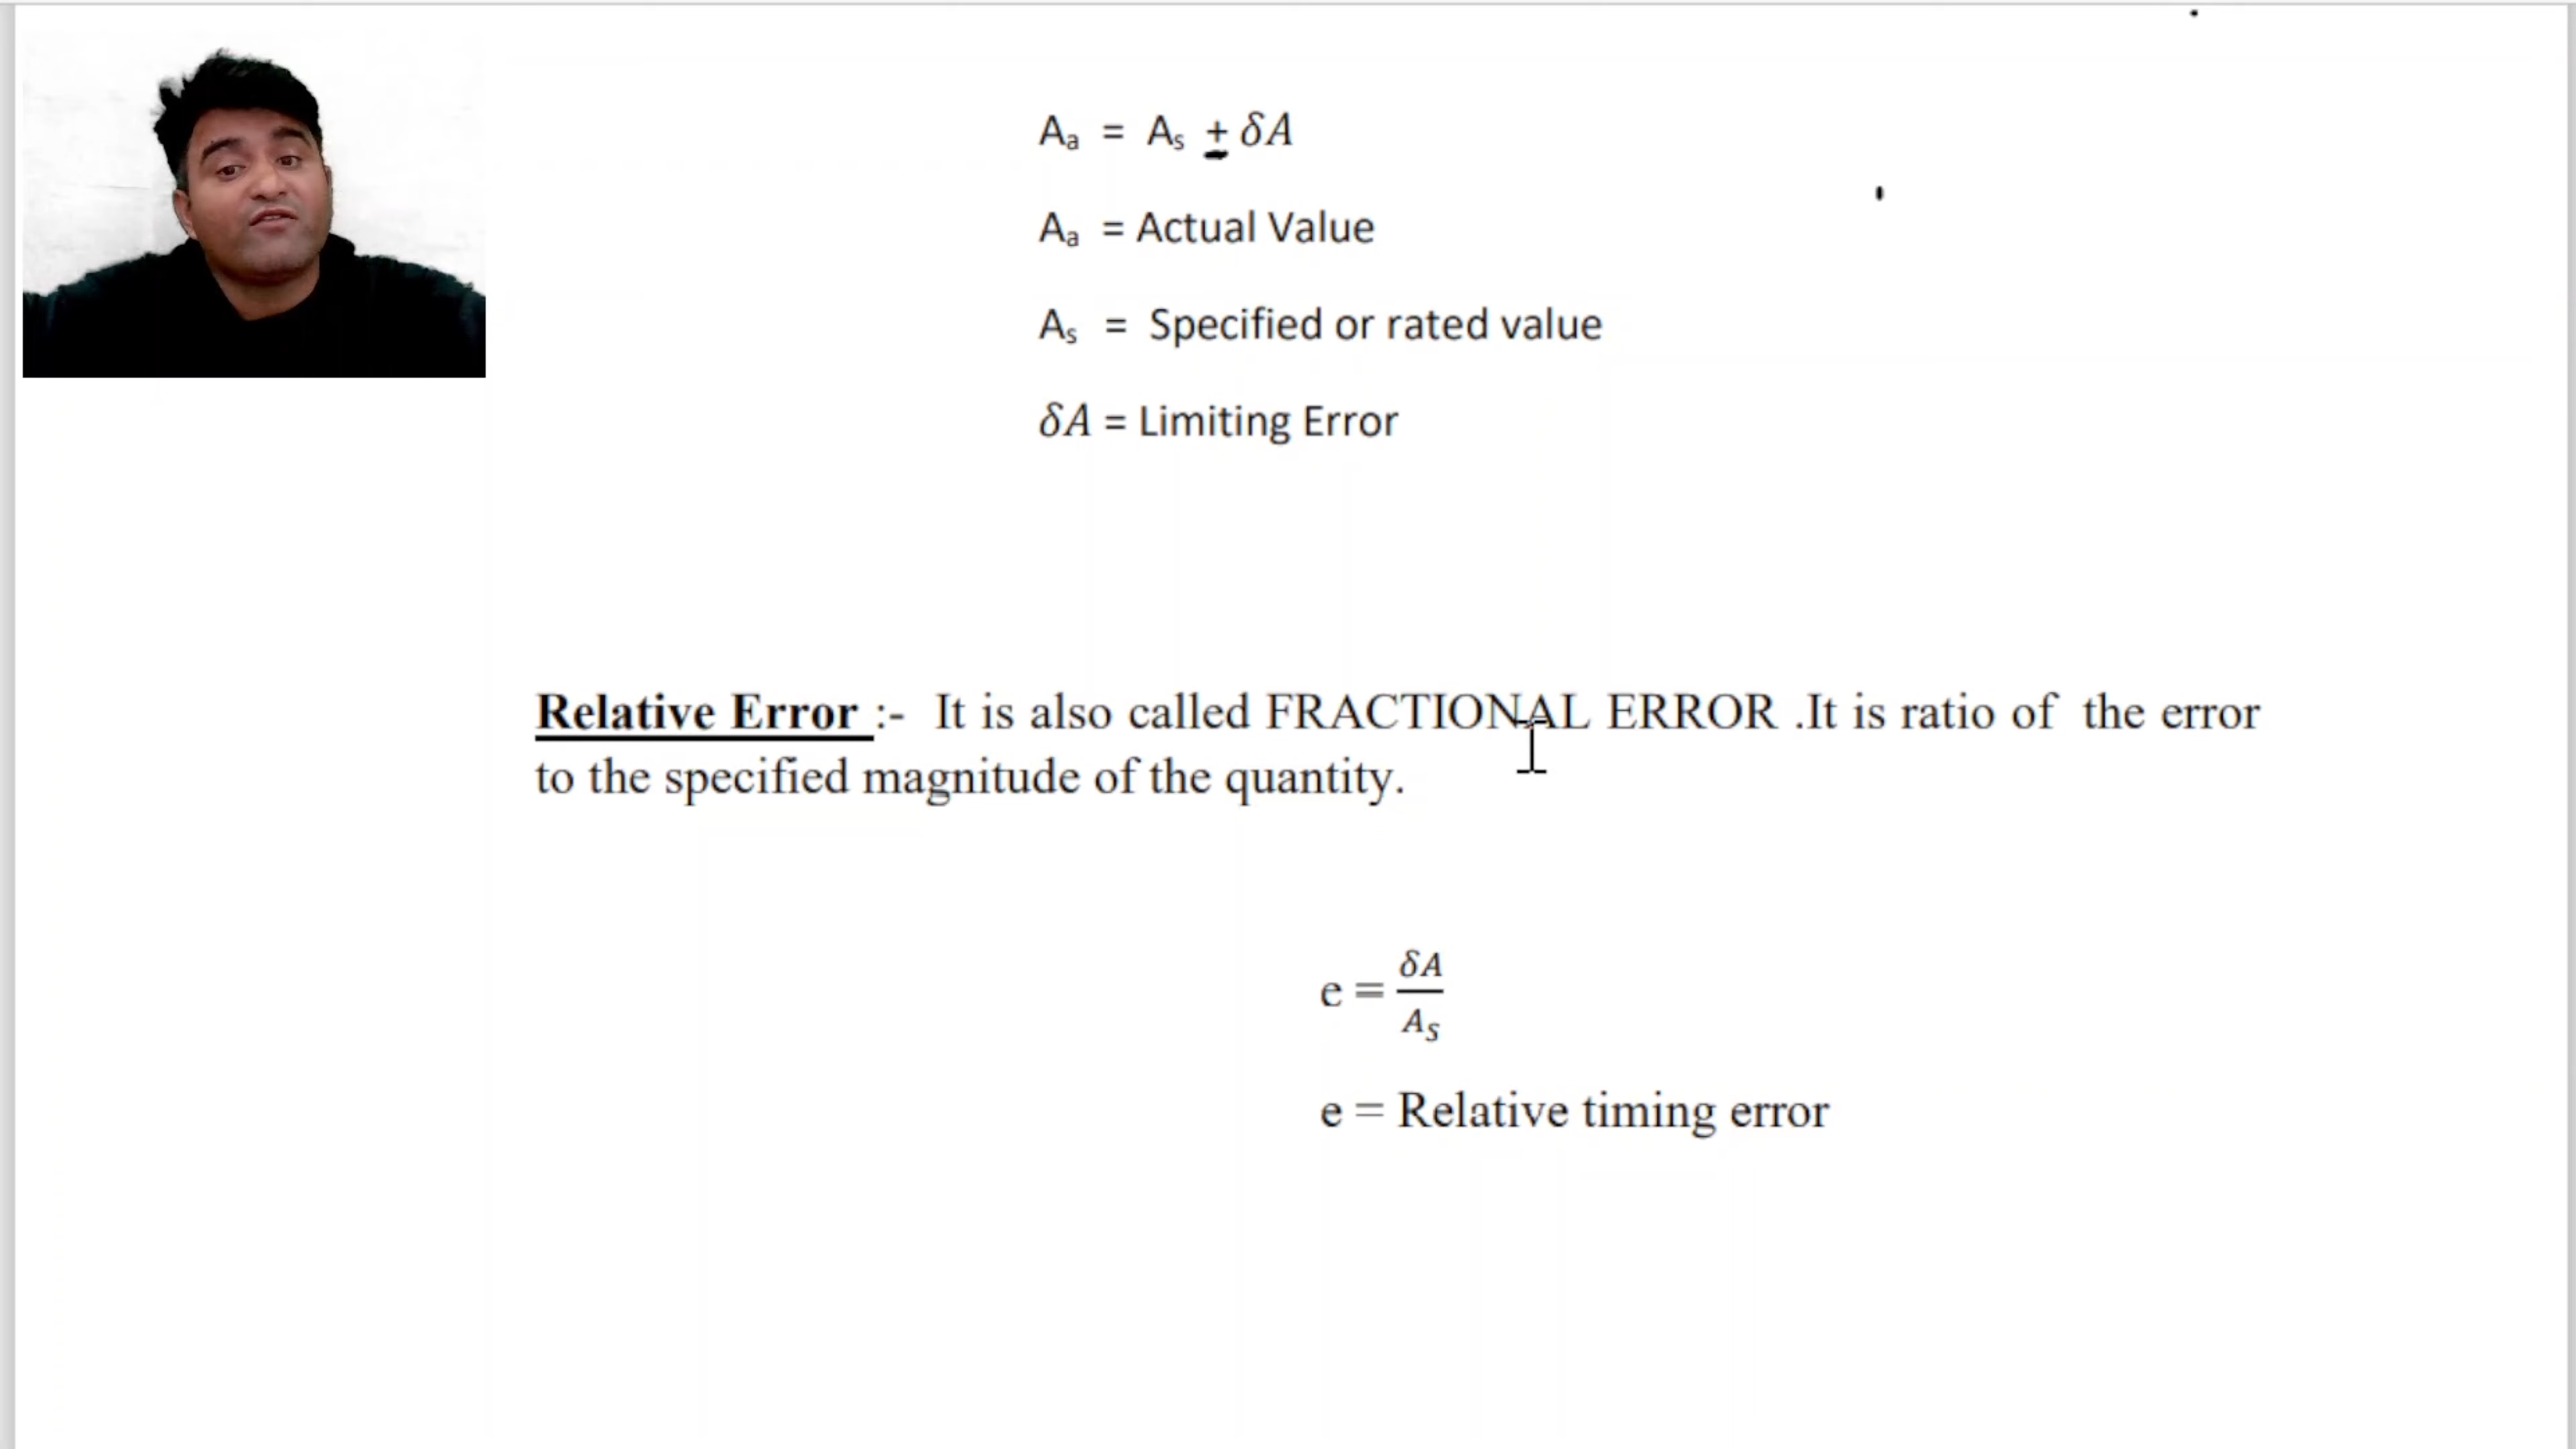 Aₐ = Aₛ ± δA
Aₐ = Actual Value
Aₛ = Specified or rated value
δA = Limiting Error
Relative Error :- It is also called FRACTIONAL ERROR .It is ratio of the error
to the specified magnitude of the quantity.
e = δA/Aₛ
e = Relative timing error